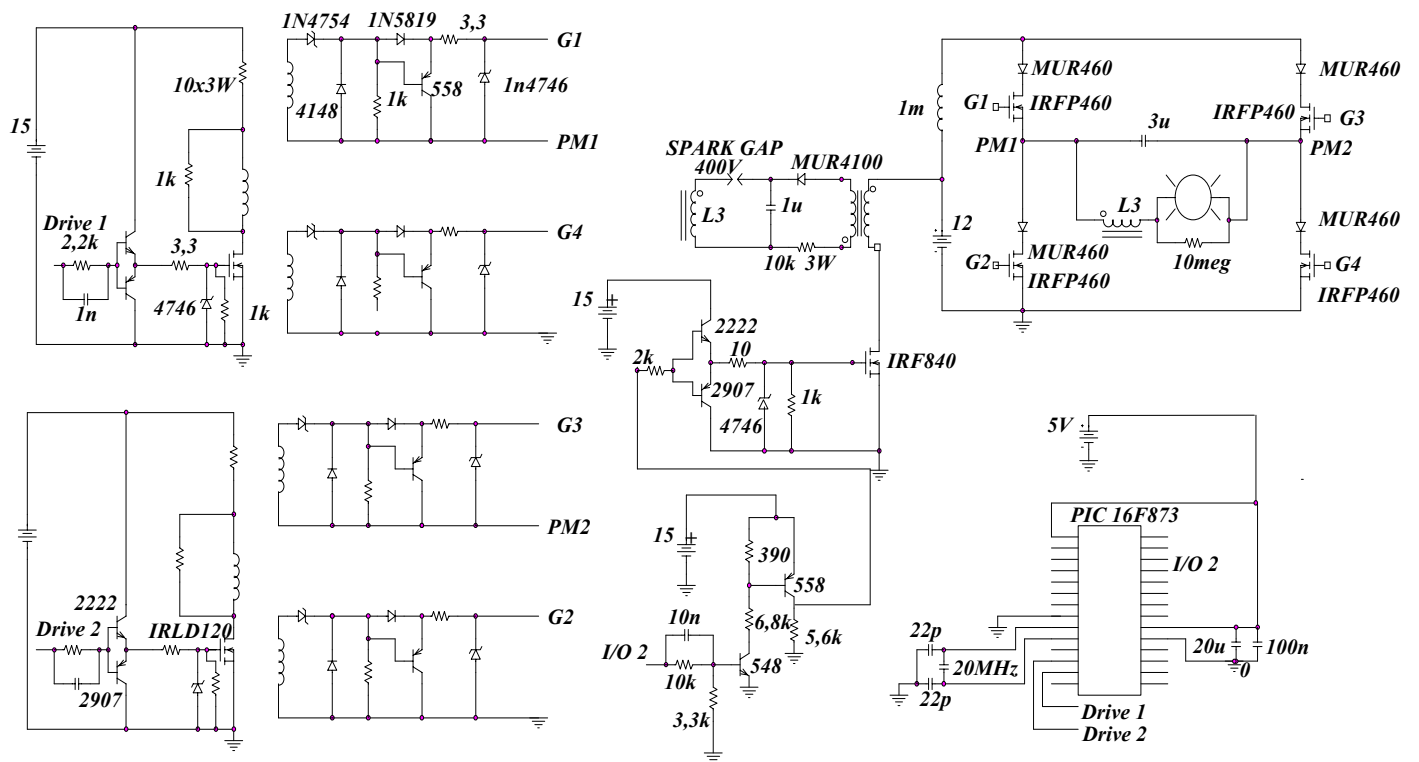 15
10x3W
1k
Drive 1
2,2k
1n
3,3
4746
1k
1N4754
1N5819
3,3
G1
4148
1k
558
1n4746
PM1
G4
2222
Drive 2
2907
IRLD120
G3
PM2
G2
SPARK GAP
400V
MUR4100
L3
1u
10k 3W
1m
12
MUR460
G1
IRFP460
PM1
3u
MUR460
IRFP460
G3
PM2
L3
10meg
MUR460
G2
IRFP460
MUR460
G4
IRFP460
15
2222
2k
10
2907
4746
1k
IRF840
15
390
558
6,8k
5,6k
10n
I/O 2
10k
548
3,3k
5V
PIC 16F873
I/O 2
22p
20MHz
22p
20u
100n
0
Drive 1
Drive 2